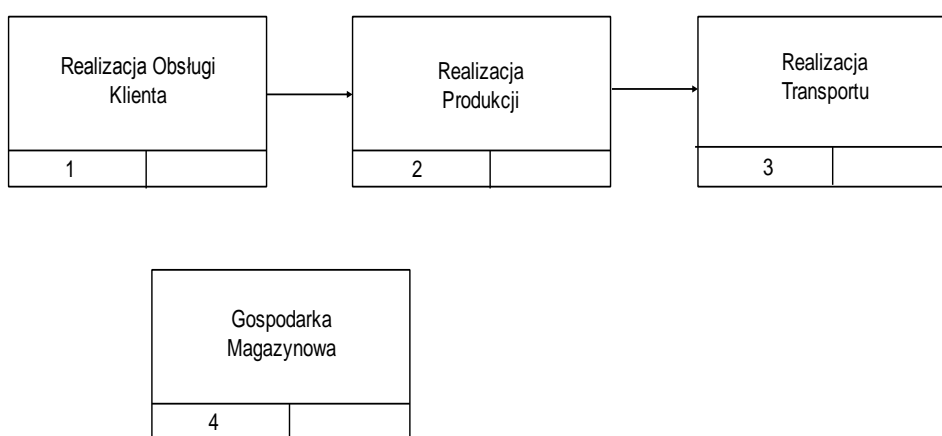 Realizacja Obsługi
Klienta
1
Realizacja
Produkcji
2
Realizacja
Transportu
3
Gospodarka
Magazynowa
4